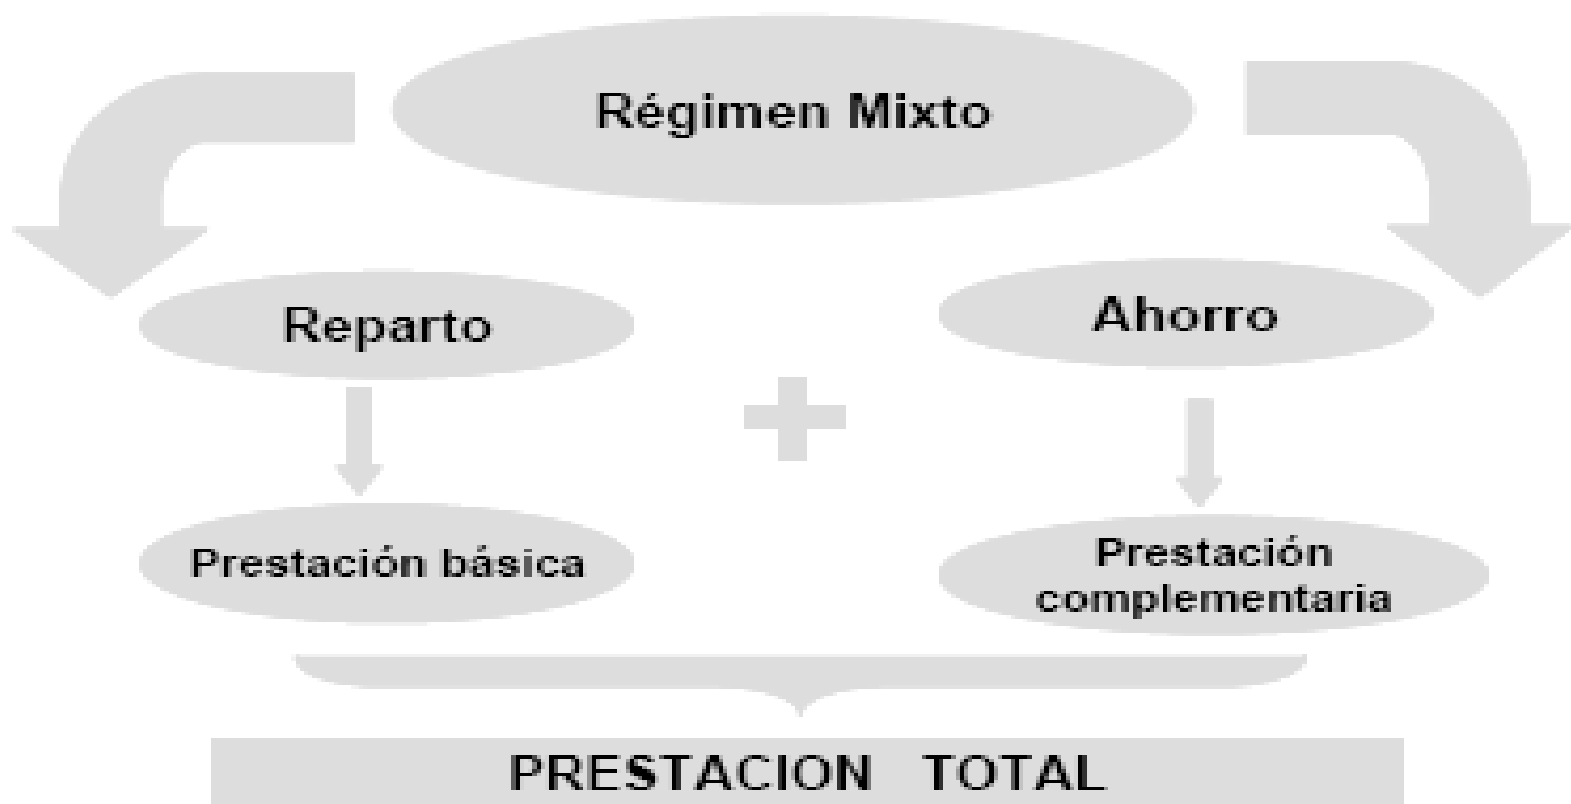 Régimen Mixto
Reparto
Ahorro
Prestación básica
Prestación
complementaria
PRESTACION TOTAL